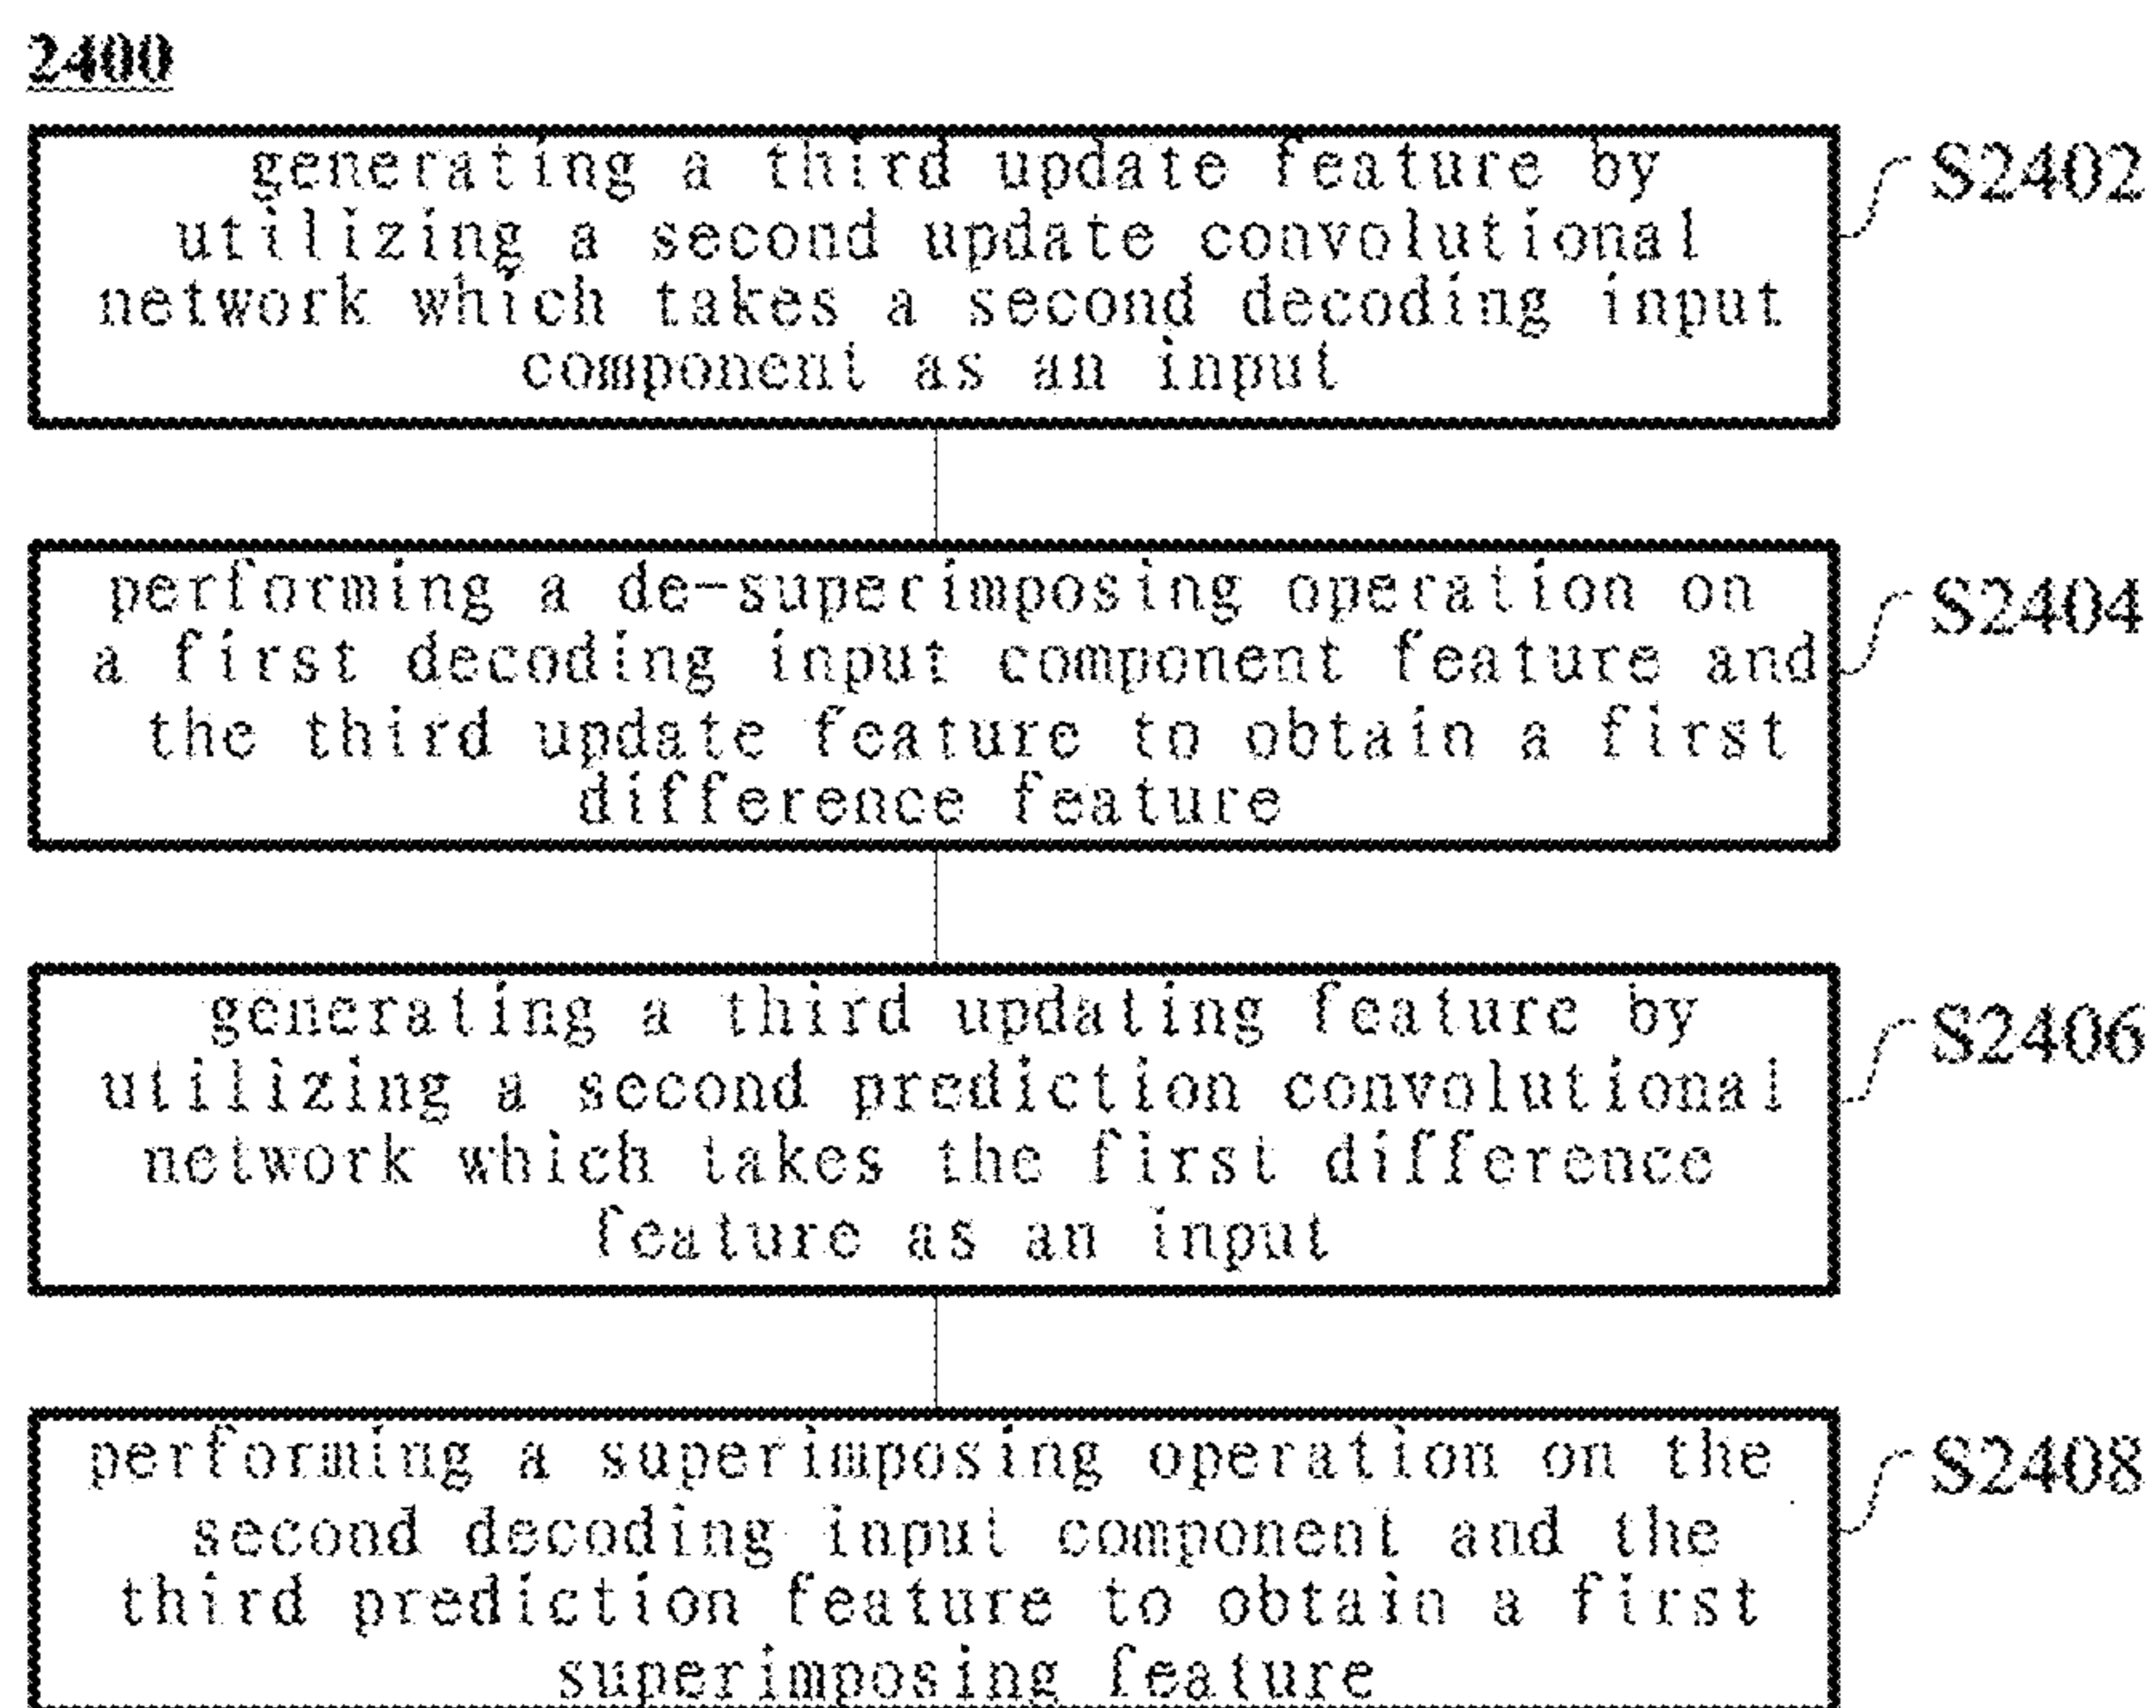 2400
generating a third update feature by
utilizing a second update convolutional
network which takes a second decoding input
component as an input
S2402
performing a de-superimposing operation on
a first decoding input component feature and
the third update feature to obtain a first
difference feature
S2404
generating a third updating feature by
utilizing a second prediction convolutional
network which takes the first difference
feature as an input
S2406
performing a superimposing operation on the
second decoding input component and the
third prediction feature to obtain a first
superimposing feature
S2408